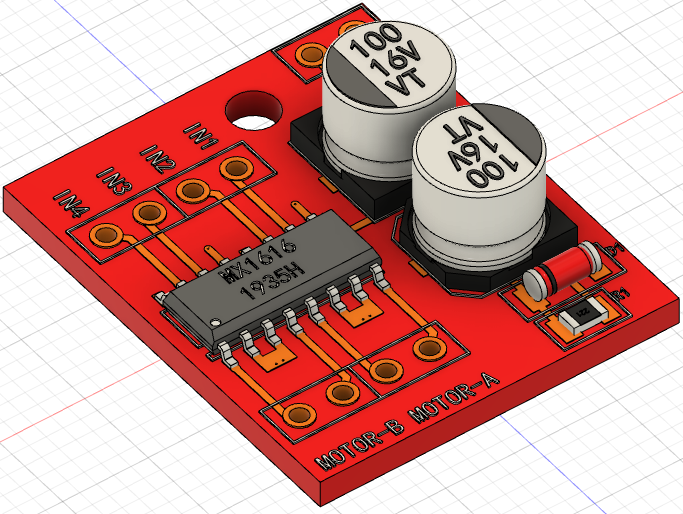 100
16V
VT
100
16V
VT
IN1
IN2
IN3
IN4
MX1616
1935H
R1
MOTOR-B MOTOR-A